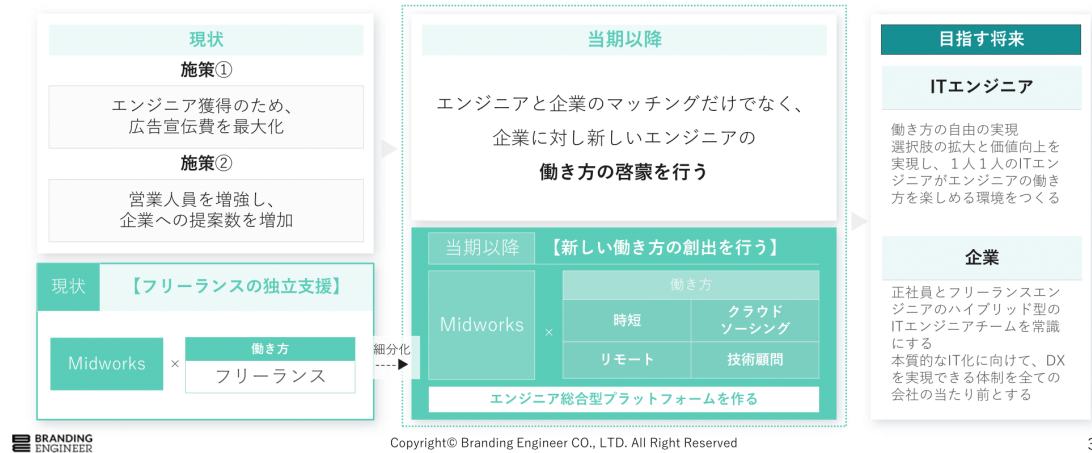 現状
施策①
エンジニア獲得のため、
広告宣伝費を最大化
施策②
営業人員を増強し、
企業への提案数を増加
現状
【フリーランスの独立支援】
Midworks
×
働き方
フリーランス
細分化
当期以降
エンジニアと企業のマッチングだけでなく、
企業に対し新しいエンジニアの
働き方の啓蒙を行う
当期以降
【新しい働き方の創出を行う】
Midworks
×
働き方
時短
クラウド
ソーシング
リモート
技術顧問
エンジニア総合型プラットフォームを作る
目指す将来
ITエンジニア
働き方の自由の実現
選択肢の拡大と価値向上を
実現し、１人１人のITエン
ジニアがエンジニアの働き
方を楽しめる環境をつくる
企業
正社員とフリーランスエン
ジニアのハイブリッド型の
ITエンジニアチームを常識
にする
本質的なIT化に向けて、DX
を実現できる体制を全ての
会社の当たり前とする
BRANDING
ENGINEER
Copyright© Branding Engineer CO., LTD. All Right Reserved